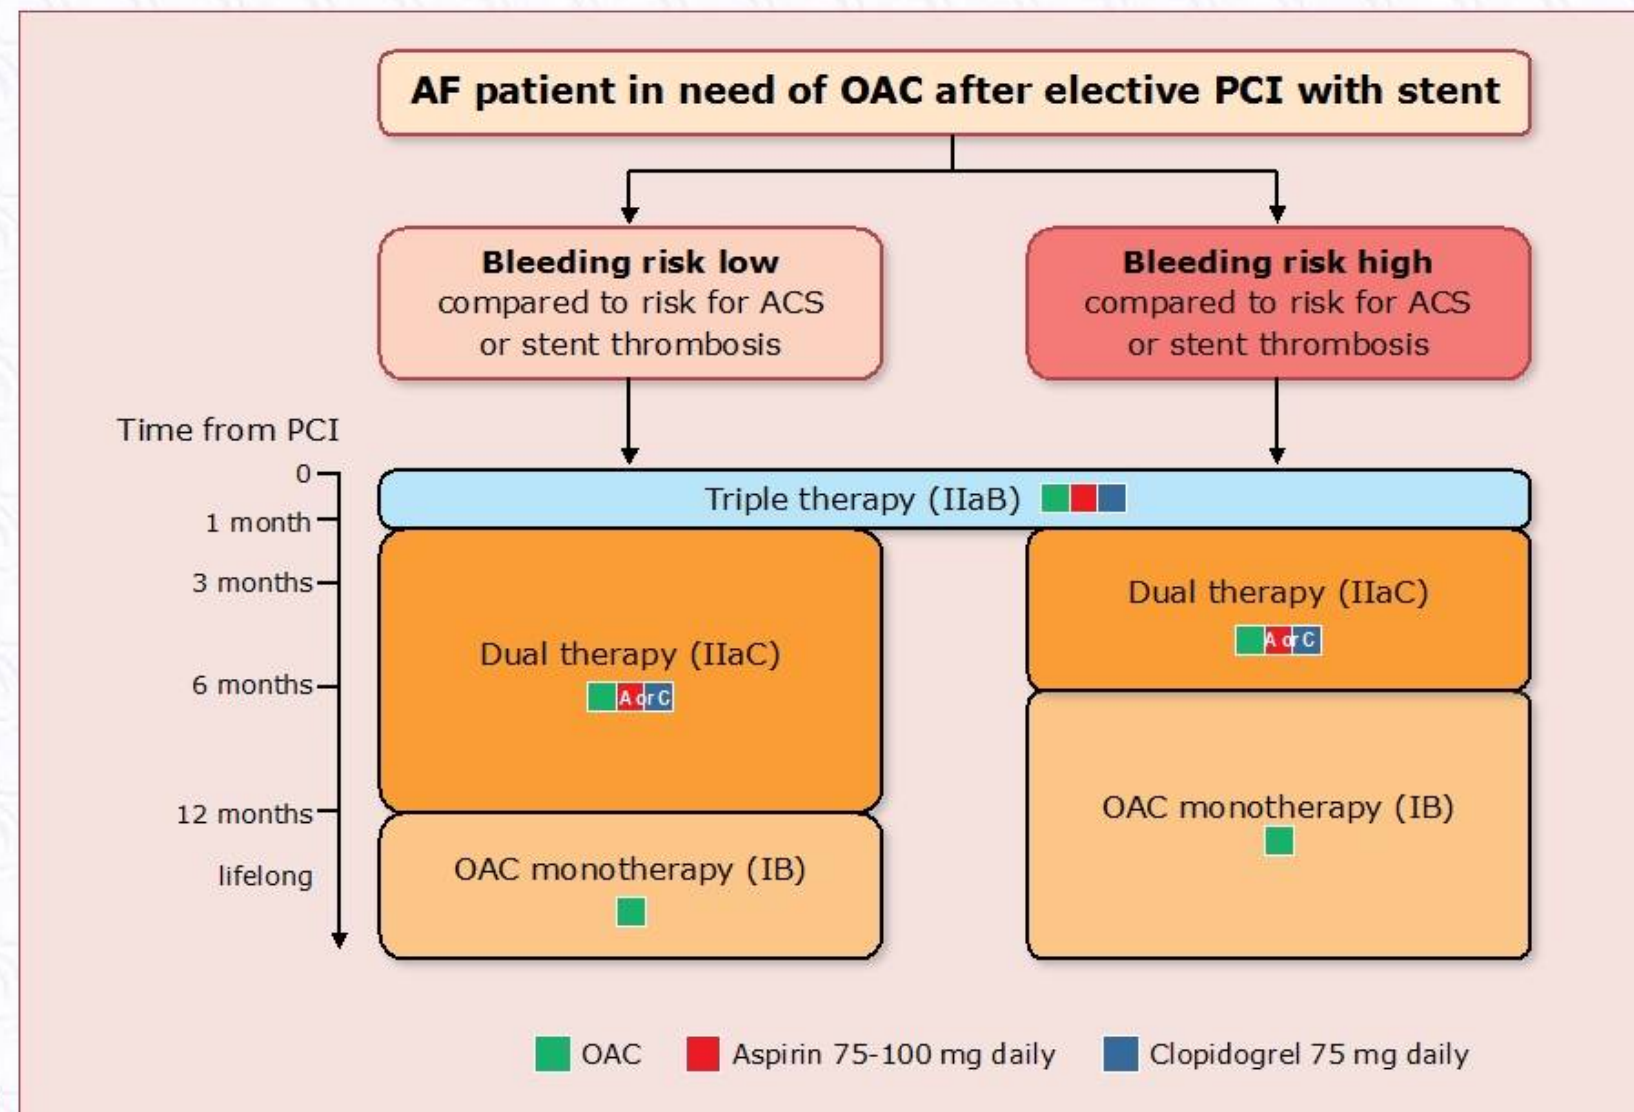 AF patient in need of OAC after elective PCI with stent
Bleeding risk low
compared to risk for ACS
or stent thrombosis
Bleeding risk high
compared to risk for ACS
or stent thrombosis
Time from PCI
0
1 month
3 months
6 months
12 months
lifelong
Triple therapy (IIaB)
Dual therapy (IIaC)
A or C
OAC monotherapy (IB)
Dual therapy (IIaC)
A or C
OAC monotherapy (IB)
OAC
Aspirin 75-100 mg daily
Clopidogrel 75 mg daily